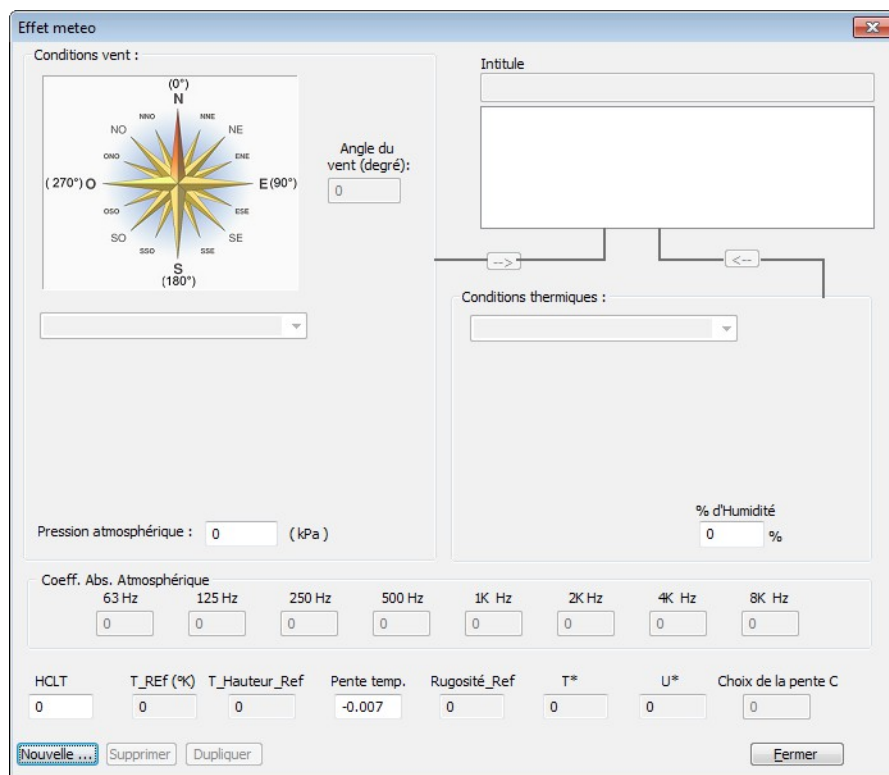 Effet meteo
Conditions vent :
(0°)
N
NNO NNE
NO NE
ONO ENE
( 270°) O E (90°)
OSO ESE
SO SE
SSO SSE
S
(180°)
Angle du
vent (degré):
0
Intitule
-->
<--
Conditions thermiques :
Pression atmosphérique : 0 ( kPa )
% d'Humidité
0 %
Coeff. Abs. Atmosphérique
63 Hz 125 Hz 250 Hz 500 Hz 1K Hz 2K Hz 4K Hz 8K Hz
0 0 0 0 0 0 0 0
HCLT T_REf (°K) T_Hauteur_Ref Pente temp. Rugosité_Ref T* U* Choix de la pente C
0 0 0 -0.007 0 0 0 0
Nouvelle ... Supprimer Dupliquer Fermer